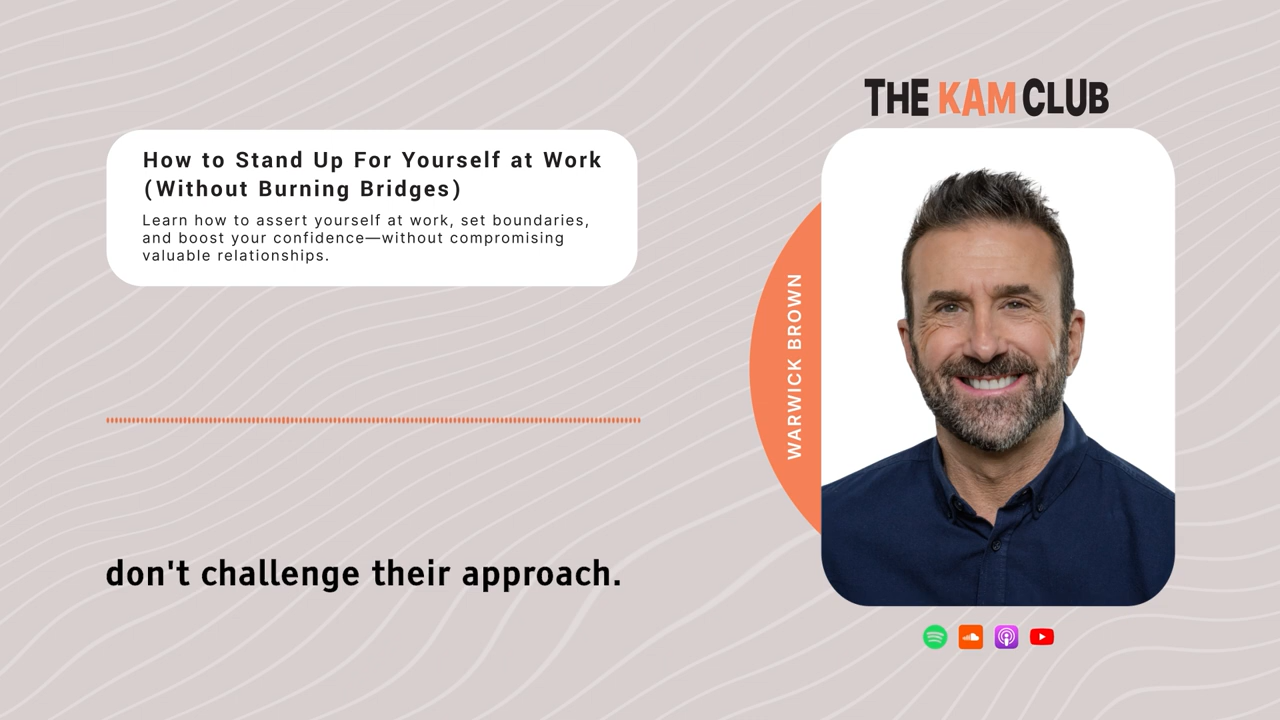 THE KAM CLUB
How to Stand Up For Yourself at Work
(Without Burning Bridges)
Learn how to assert yourself at work, set boundaries,
and boost your confidence—without compromising
valuable relationships.
WARWICK BROWN
don't challenge their approach.